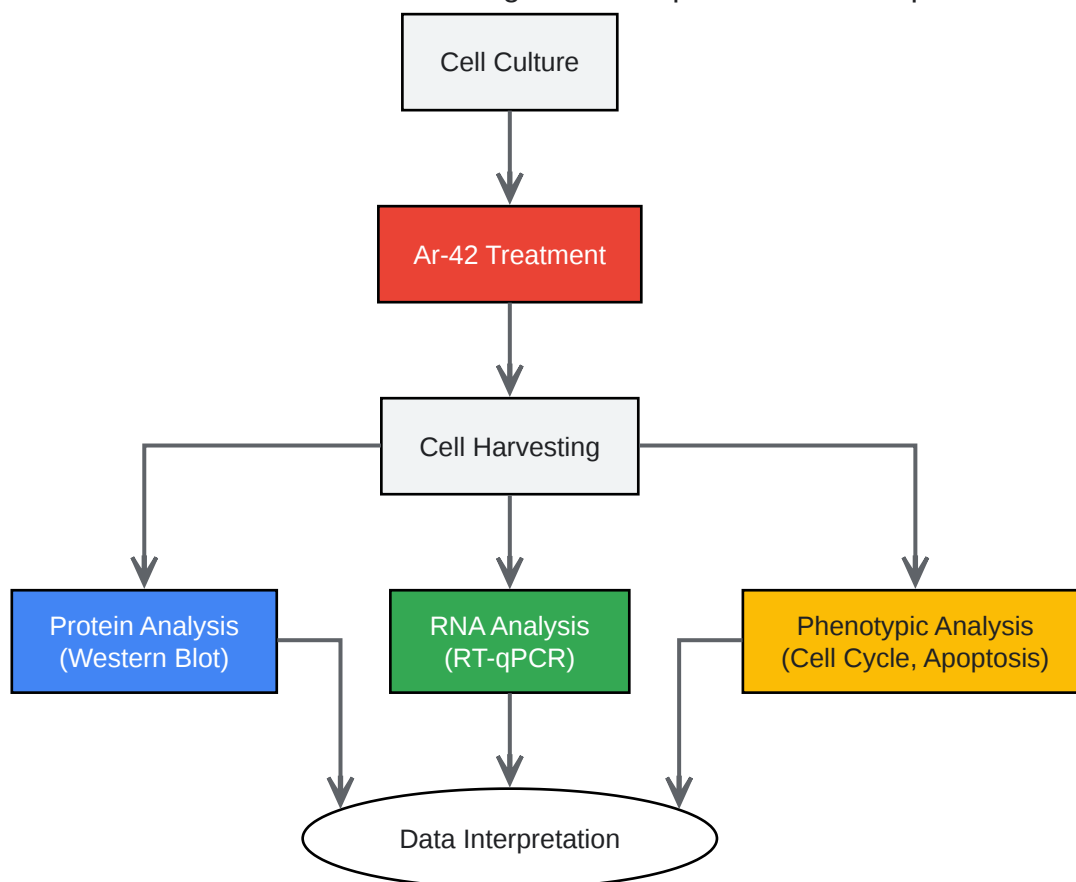 Cell Culture
Ar-42 Treatment
Cell Harvesting
Protein Analysis
(Western Blot)
RNA Analysis
(RT-qPCR)
Phenotypic Analysis
(Cell Cycle, Apoptosis)
Data Interpretation